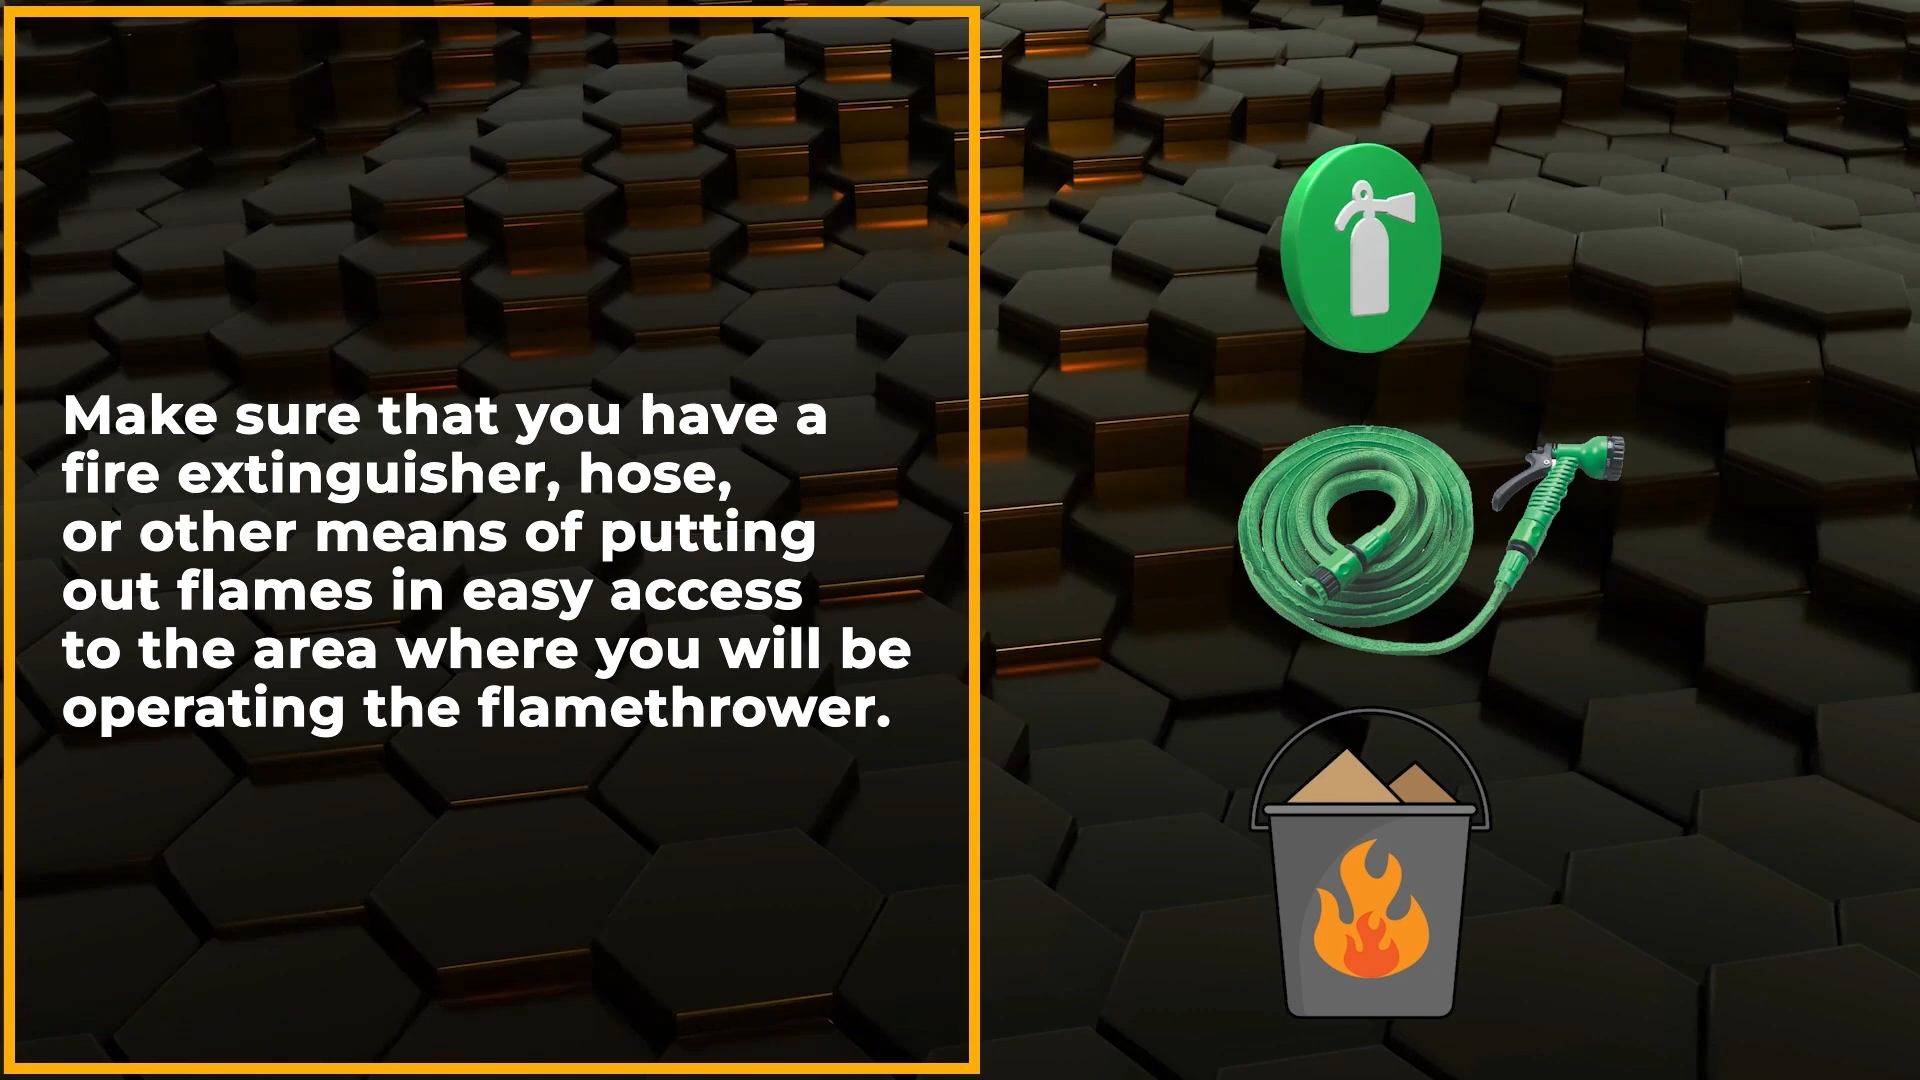 Make sure that you have a
fire extinguisher, hose,
or other means of putting
out flames in easy access
to the area where you will be
operating the flamethrower.